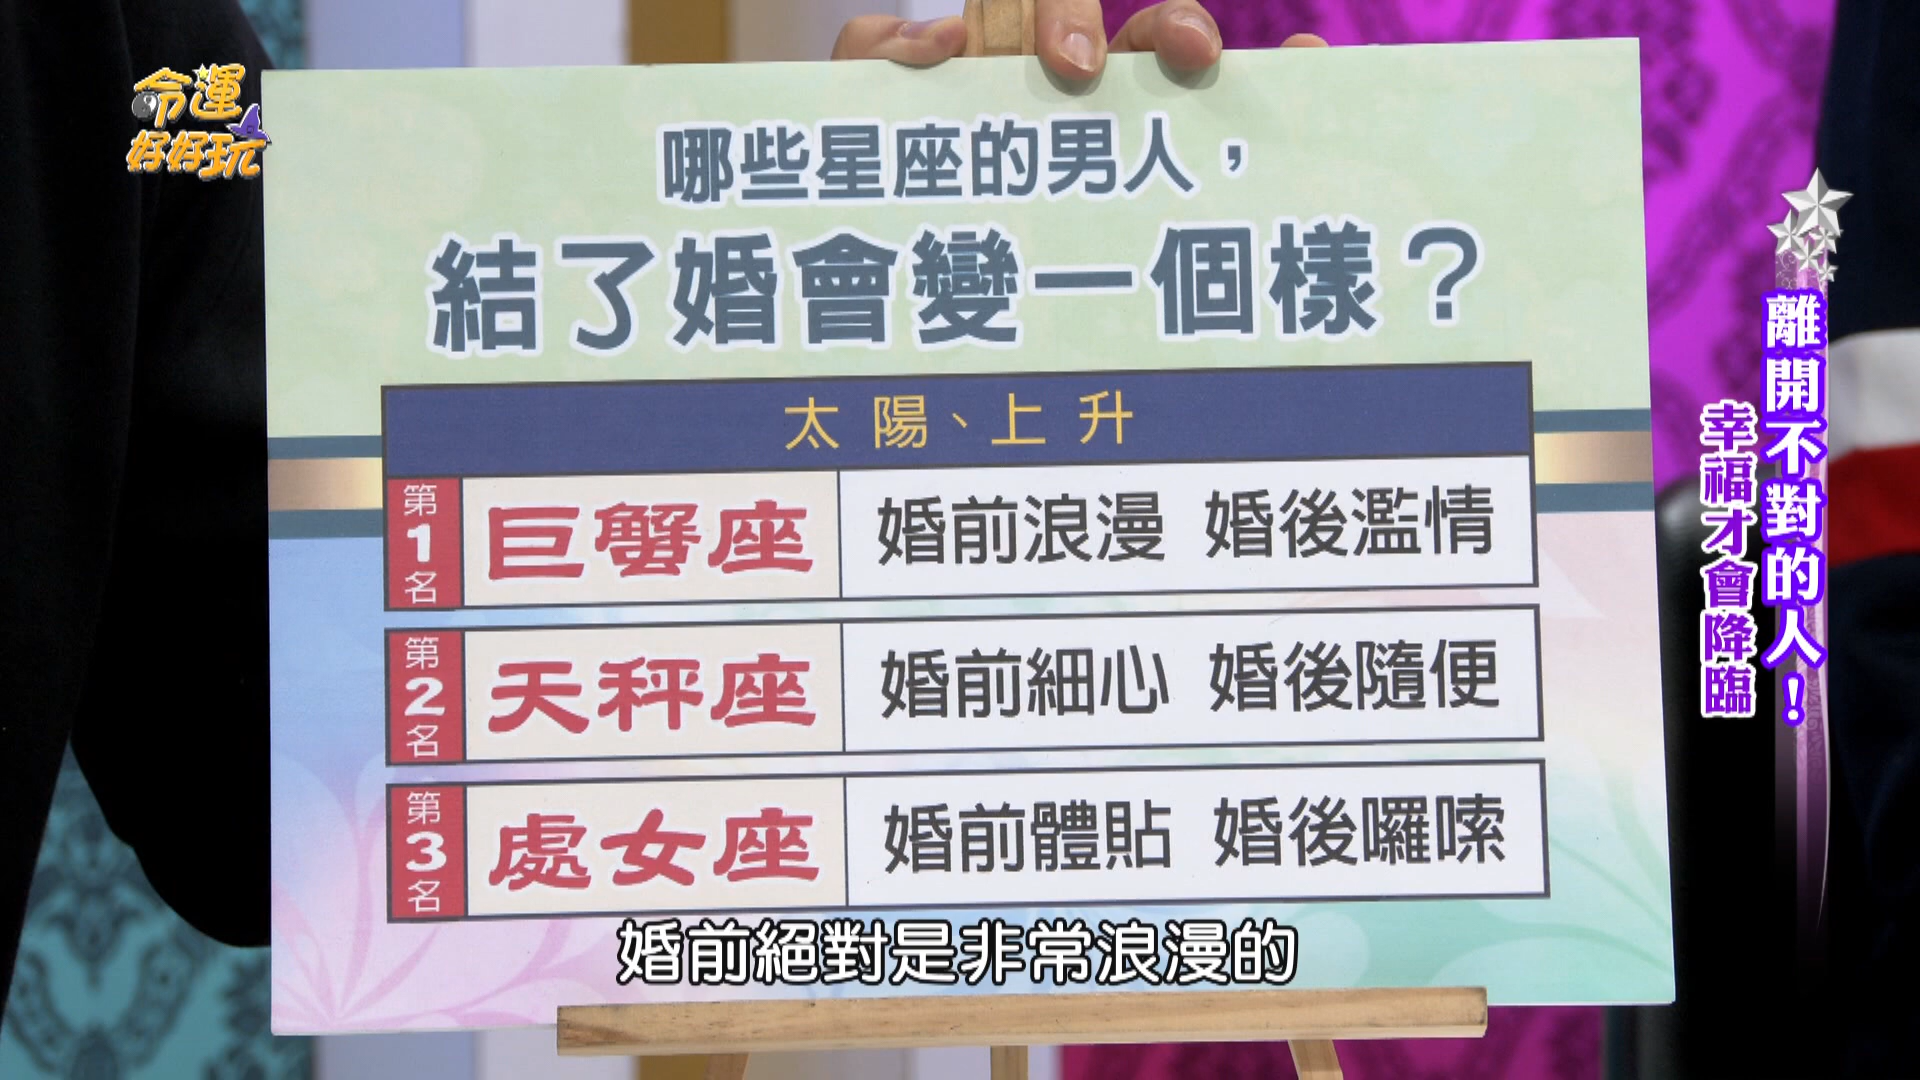 命運
好好玩
哪些星座的男人，
結了婚會變一個樣？
太陽、上升
第1名 巨蟹座 婚前浪漫 婚後濫情
第2名 天秤座 婚前細心 婚後隨便
第3名 處女座 婚前體貼 婚後囉嗦
離開不對的人！
幸福才會降臨
婚前絕對是非常浪漫的